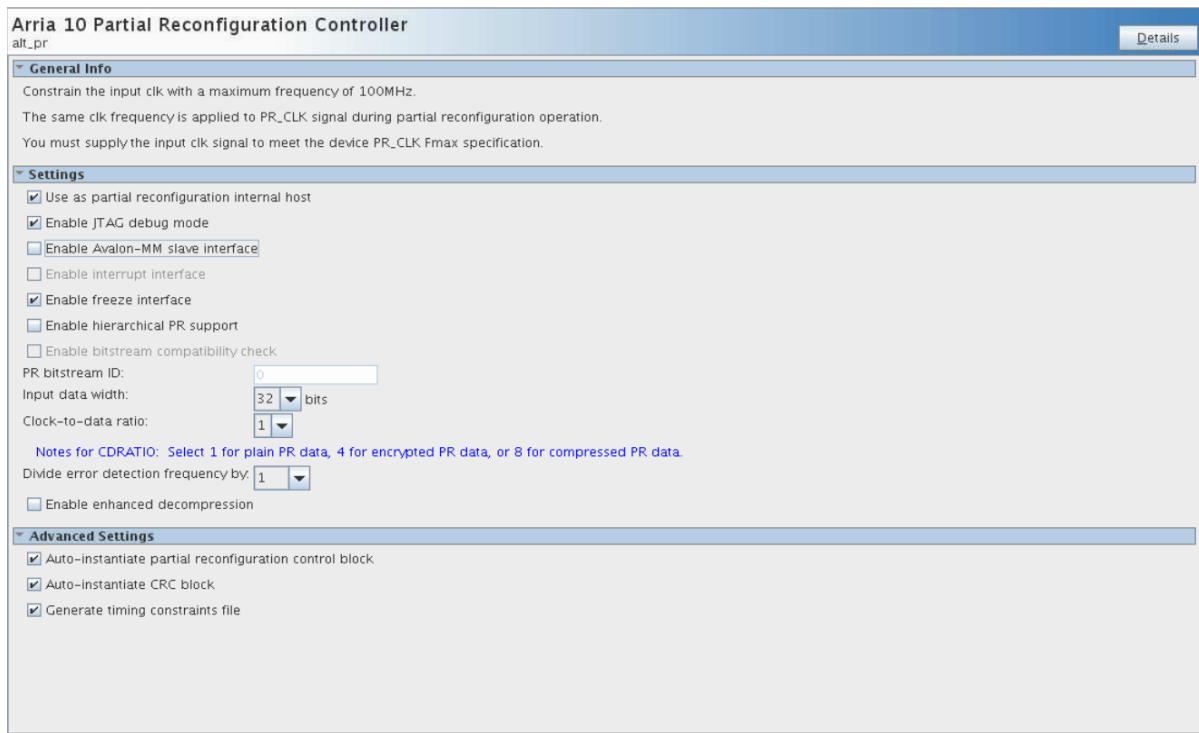 Arria 10 Partial Reconfiguration Controller
alt_pr
Details
General Info
Constrain the input clk with a maximum frequency of 100MHz.
The same clk frequency is applied to PR_CLK signal during partial reconfiguration operation.
You must supply the input clk signal to meet the device PR_CLK Fmax specification.
Settings
Use as partial reconfiguration internal host
Enable JTAG debug mode
Enable Avalon-MM slave interface
Enable interrupt interface
Enable freeze interface
Enable hierarchical PR support
Enable bitstream compatibility check
PR bitstream ID: 0
Input data width: 32 bits
Clock-to-data ratio: 1
Notes for CDRATIO: Select 1 for plain PR data, 4 for encrypted PR data, or 8 for compressed PR data.
Divide error detection frequency by: 1
Enable enhanced decompression
Advanced Settings
Auto-instantiate partial reconfiguration control block
Auto-instantiate CRC block
Generate timing constraints file